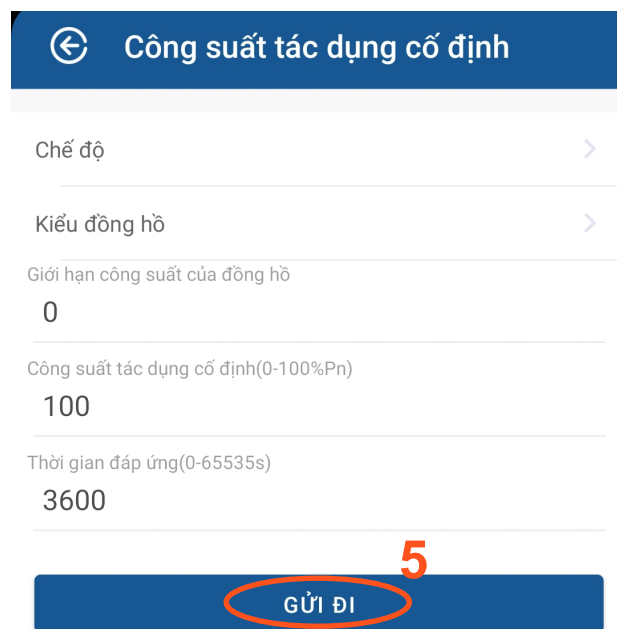 Công suất tác dụng cố định
Chế độ
Kiểu đồng hồ
Giới hạn công suất của đồng hồ
0
Công suất tác dụng cố định(0-100%Pn)
100
Thời gian đáp ứng(0-65535s)
3600
5
GỬI ĐI